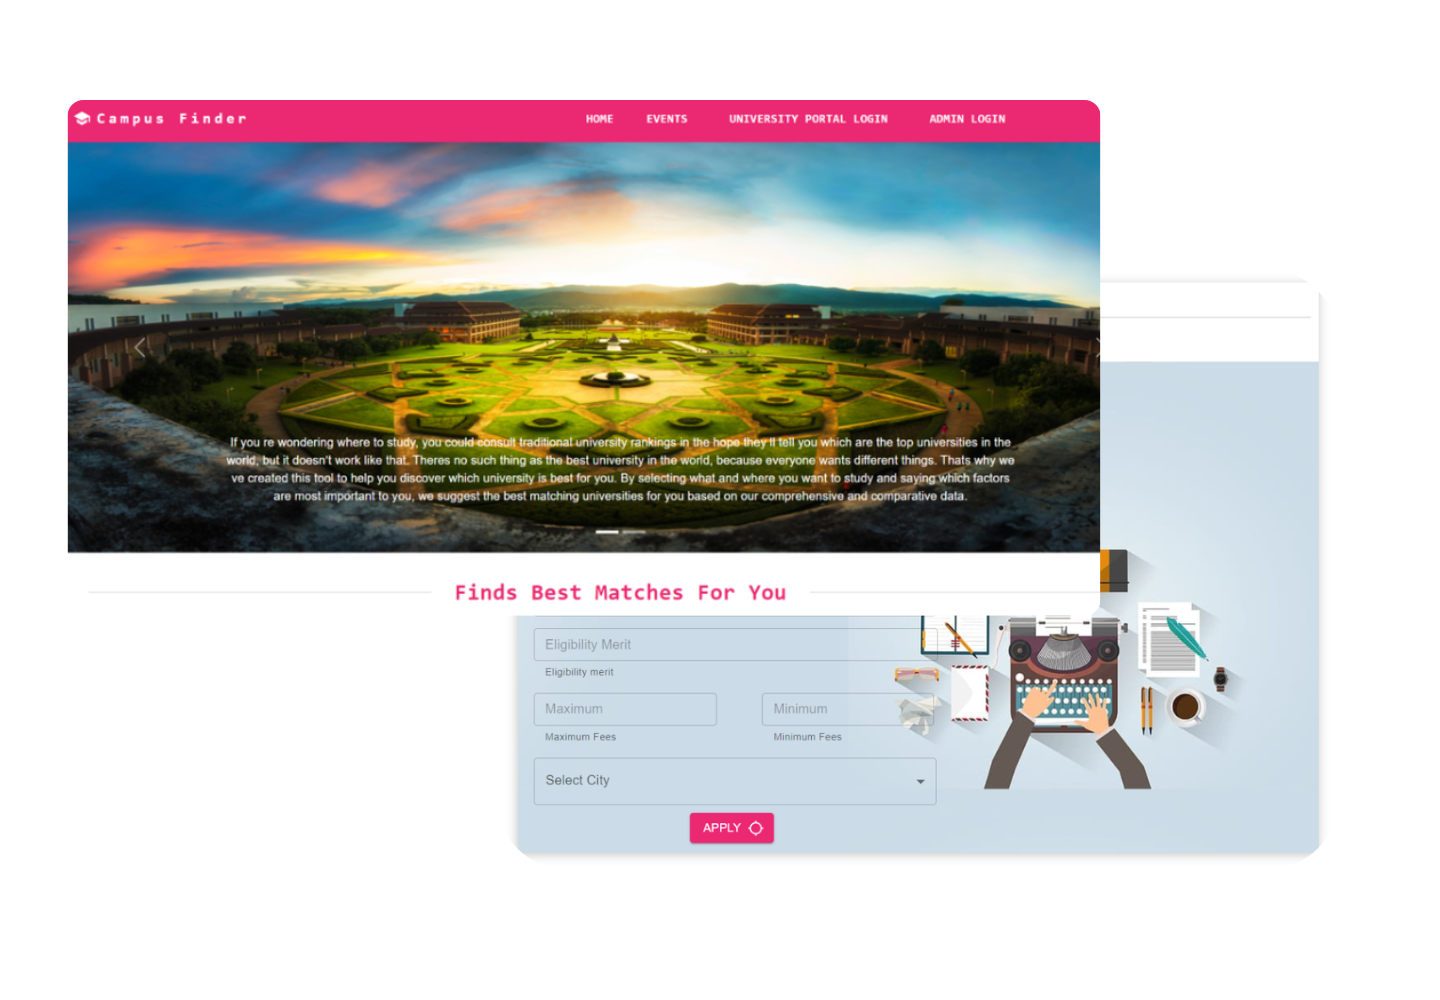 Campus Finder
HOME EVENTS UNIVERSITY PORTAL LOGIN ADMIN LOGIN
If you re wondering where to study, you could consult traditional university rankings in the hope they ll tell you which are the top universities in the
world, but it doesn't work like that. Theres no such thing as the best university in the world, because everyone wants different things. Thats why we
ve created this tool to help you discover which university is best for you. By selecting what and where you want to study and saying which factors
are most important to you, we suggest the best matching universities for you based on our comprehensive and comparative data.
Finds Best Matches For You
Eligibility Merit
Eligibility merit
Maximum Minimum
Maximum Fees Minimum Fees
Select City
APPLY